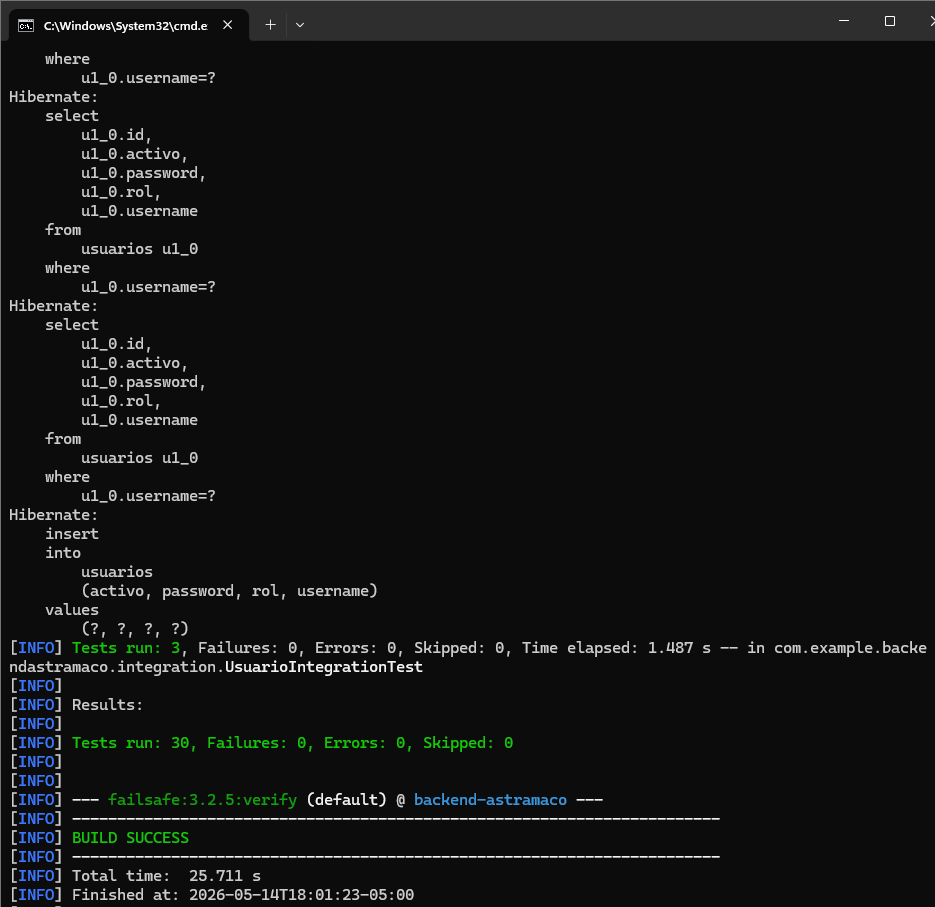 C:\Windows\System32\cmd.e
    where
        u1_0.username=?
Hibernate:
    select
        u1_0.id,
        u1_0.activo,
        u1_0.password,
        u1_0.rol,
        u1_0.username
    from
        usuarios u1_0
    where
        u1_0.username=?
Hibernate:
    select
        u1_0.id,
        u1_0.activo,
        u1_0.password,
        u1_0.rol,
        u1_0.username
    from
        usuarios u1_0
    where
        u1_0.username=?
Hibernate:
    insert
    into
        usuarios
        (activo, password, rol, username)
    values
        (?, ?, ?, ?)
[INFO] Tests run: 3, Failures: 0, Errors: 0, Skipped: 0, Time elapsed: 1.487 s -- in com.example.backe
ndastramaco.integration.UsuarioIntegrationTest
[INFO]
[INFO] Results:
[INFO]
[INFO] Tests run: 30, Failures: 0, Errors: 0, Skipped: 0
[INFO]
[INFO]
[INFO] --- failsafe:3.2.5:verify (default) @ backend-astramaco ---
[INFO] ------------------------------------------------------------------------
[INFO] BUILD SUCCESS
[INFO] ------------------------------------------------------------------------
[INFO] Total time:  25.711 s
[INFO] Finished at: 2026-05-14T18:01:23-05:00